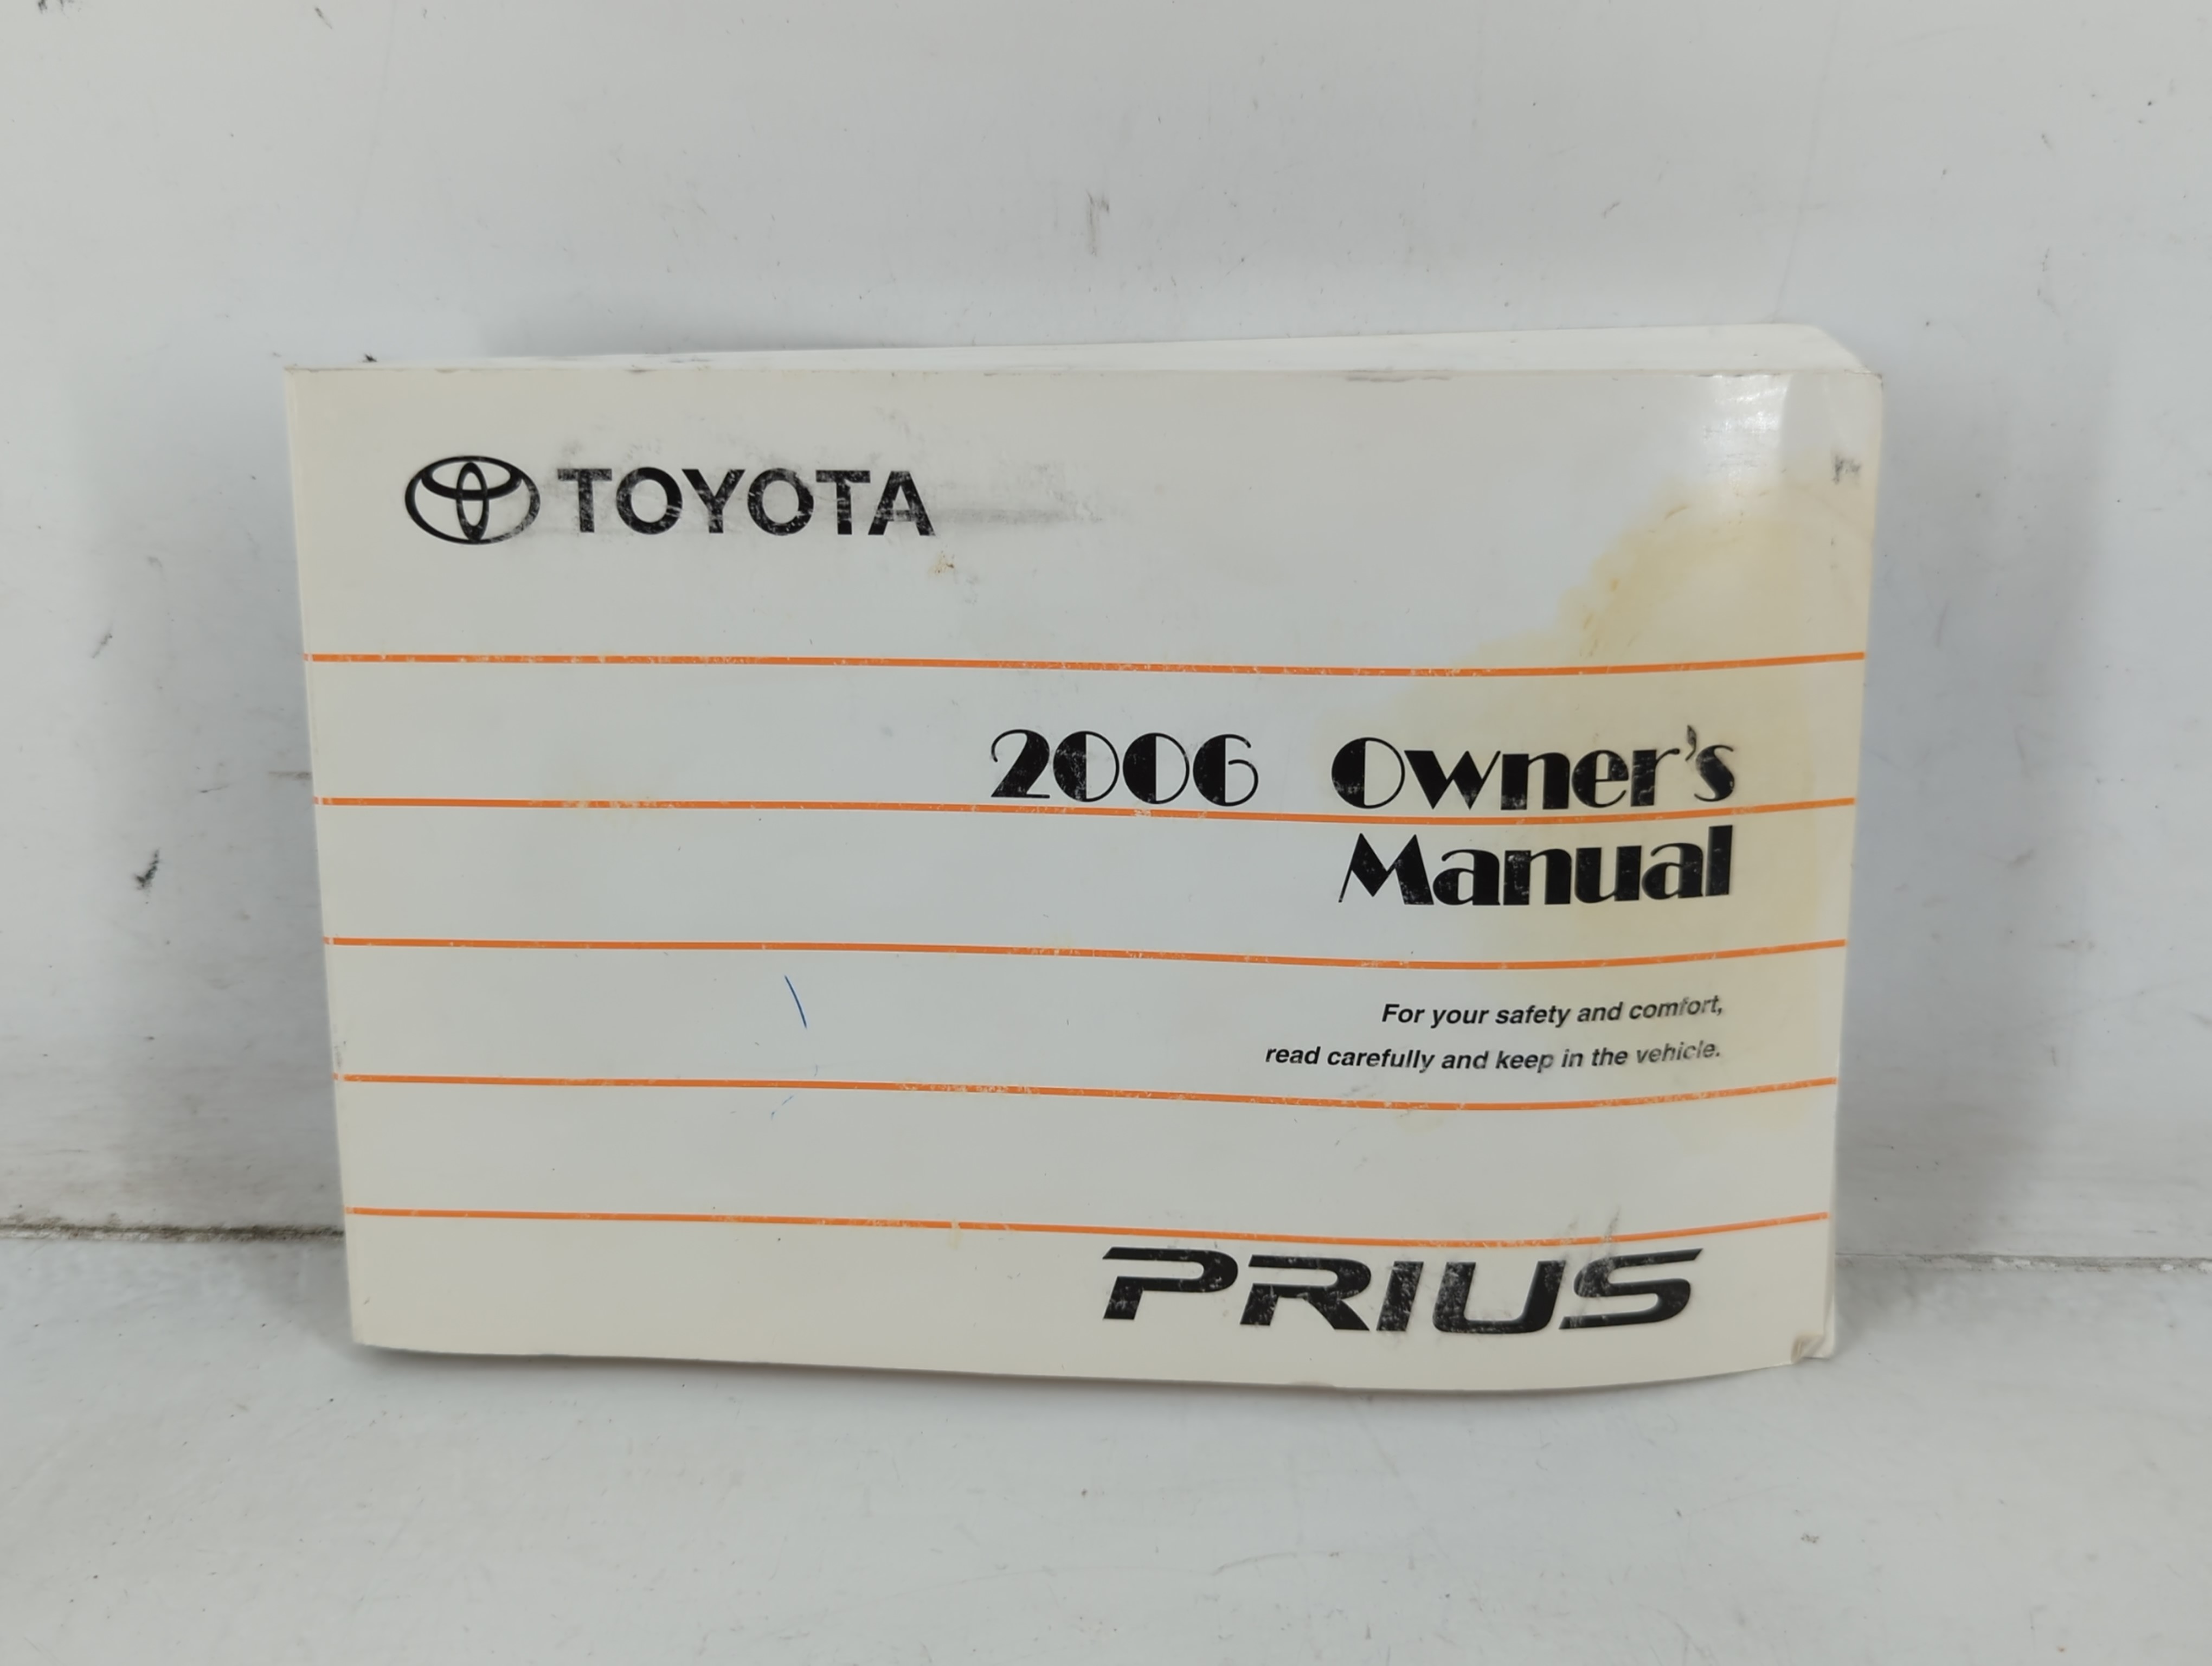 TOYOTA
2006 Owner's
Manual
For your safety and comfort,
read carefully and keep in the vehicle.
PRIUS